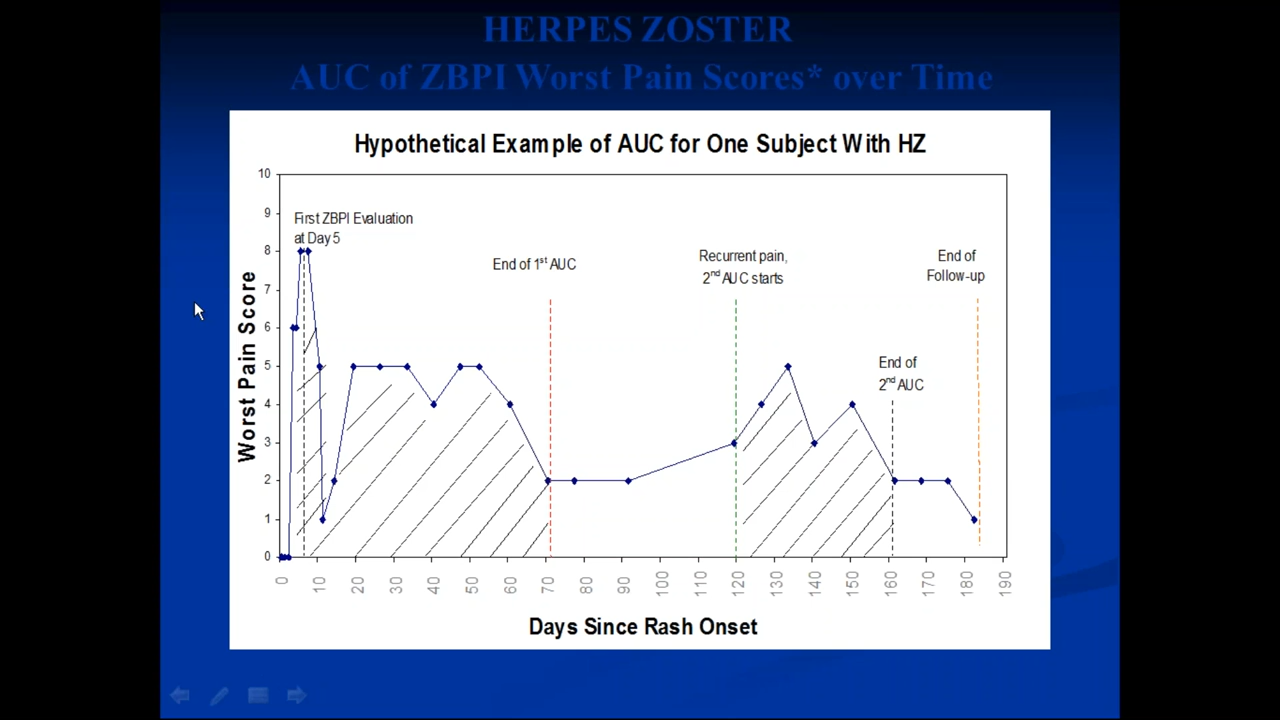 HERPES ZOSTER
AUC of ZBPI Worst Pain Scores* over Time
Hypothetical Example of AUC for One Subject With HZ
10
9
8
7
6
5
4
3
2
1
0
Worst Pain Score
First ZBPI Evaluation
at Day 5
End of 1st AUC
Recurrent pain,
2nd AUC starts
End of
2nd AUC
End of
Follow-up
0 10 20 30 40 50 60 70 80 90 100 110 120 130 140 150 160 170 180 190
Days Since Rash Onset